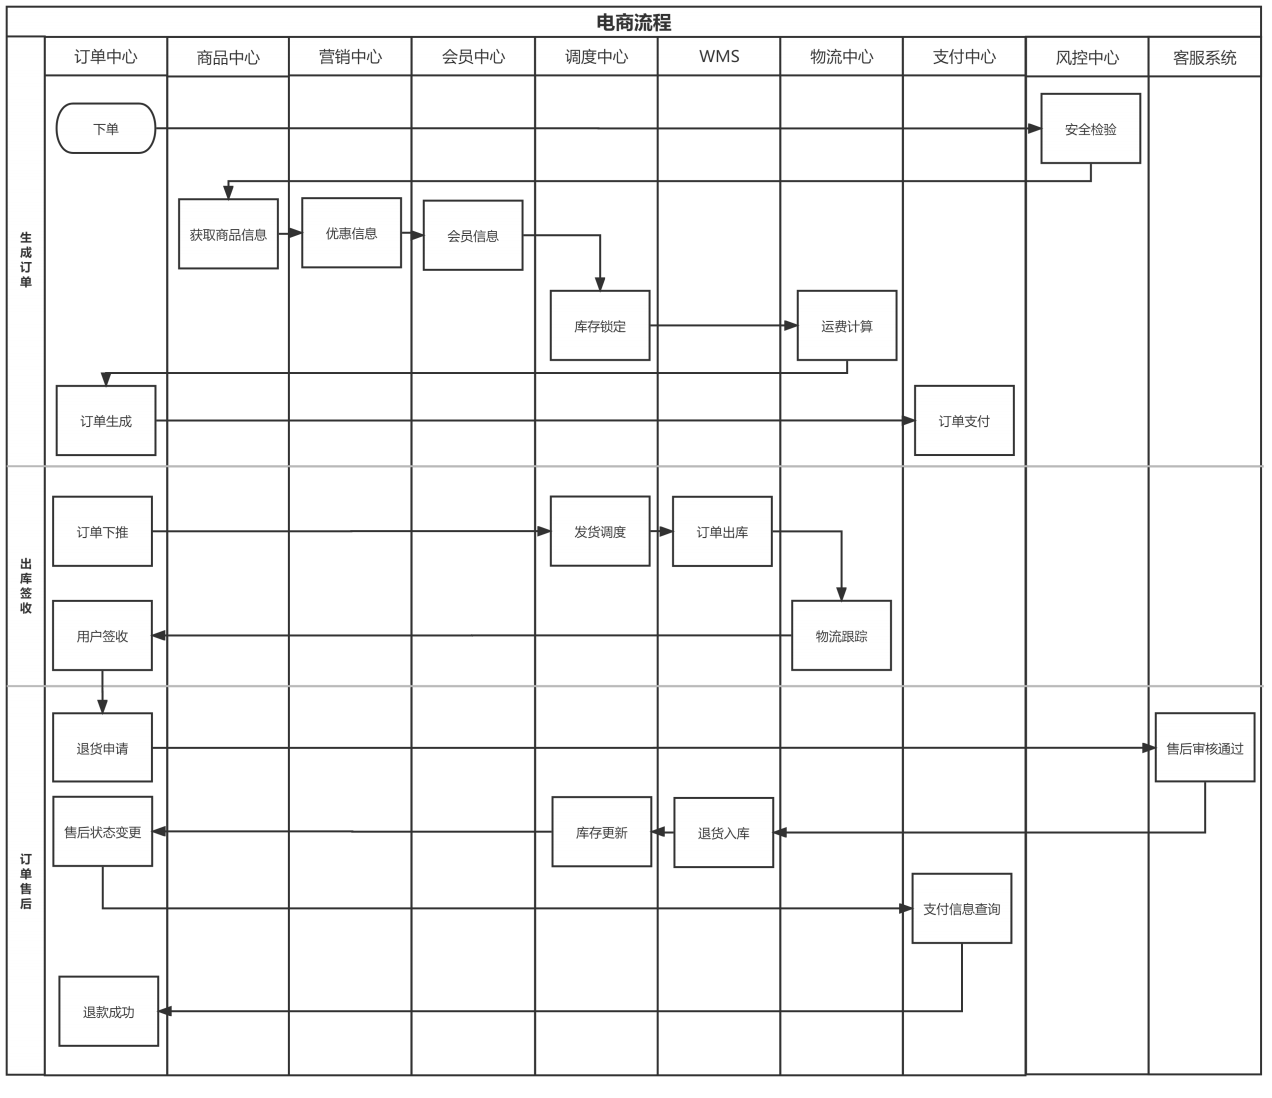 电商流程
订单中心
商品中心
营销中心
会员中心
调度中心
WMS
物流中心
支付中心
风控中心
客服系统
生成订单
下单
安全检验
获取商品信息
优惠信息
会员信息
库存锁定
运费计算
订单生成
订单支付
出库签收
订单下推
发货调度
订单出库
用户签收
物流跟踪
订单售后
退货申请
售后审核通过
售后状态变更
库存更新
退货入库
支付信息查询
退款成功